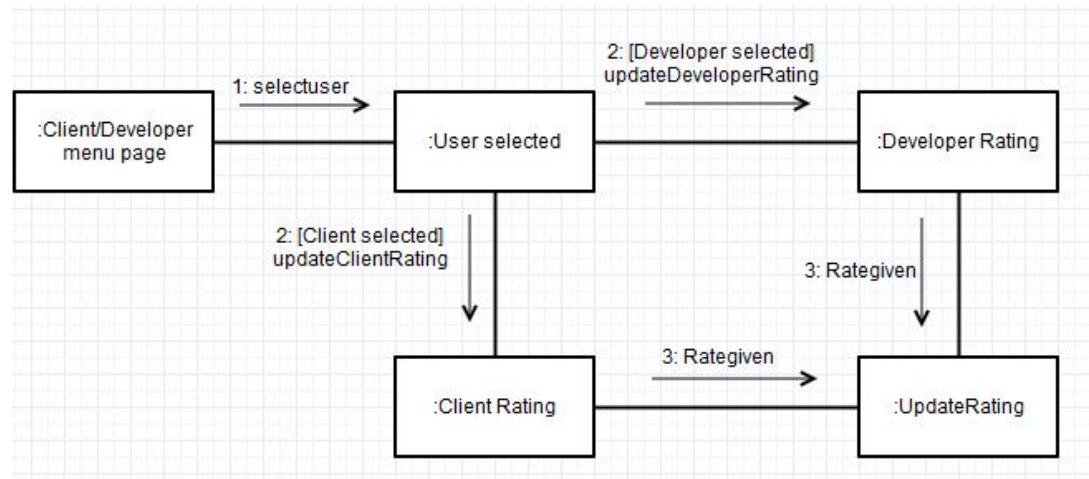 2: [Developer selected]
updateDeveloperRating
1: selectuser
:Client/Developer
menu page
:User selected
:Developer Rating
2: [Client selected]
updateClientRating
3: Rategiven
3: Rategiven
:Client Rating
:UpdateRating